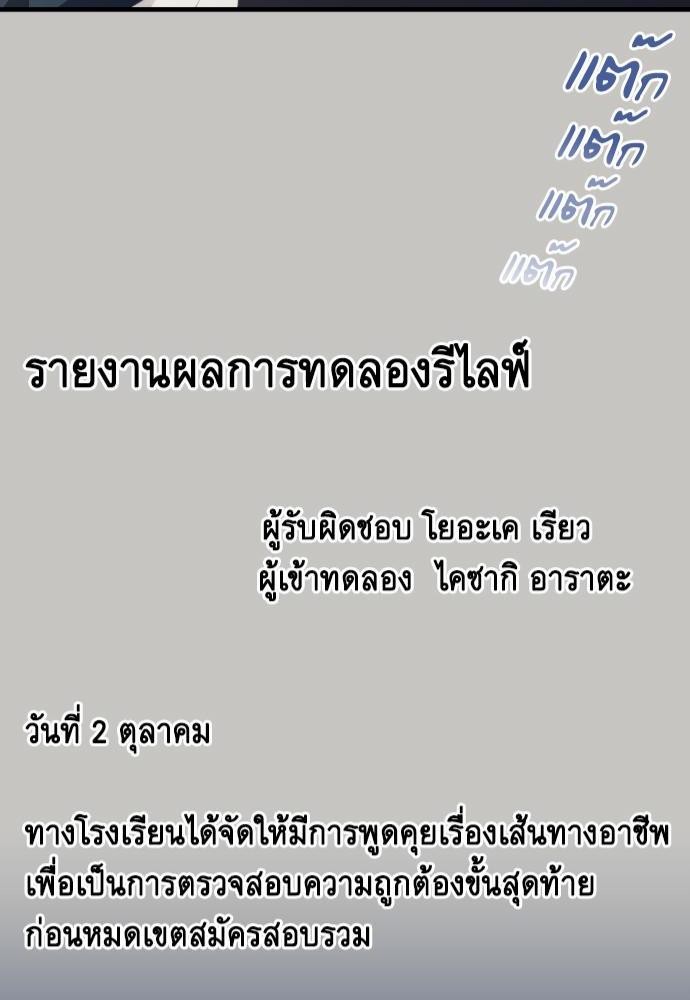 แต๊ก
แต๊ก
แต๊ก
แต๊ก
รายงานผลการทดลองรีไลฟ์
ผู้รับผิดชอบ โยอะเค เรียว
ผู้เข้าทดลอง ไคซากิ อาราตะ
วันที่ 2 ตุลาคม
ทางโรงเรียนได้จัดให้มีการพูดคุยเรื่องเส้นทางอาชีพ
เพื่อเป็นการตรวจสอบความถูกต้องขั้นสุดท้าย
ก่อนหมดเขตสมัครสอบรวม